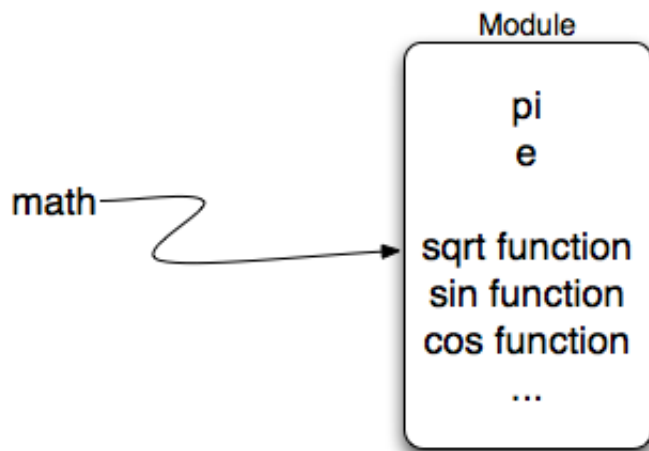 Module
pi
e
math
sqrt function
sin function
cos function
...